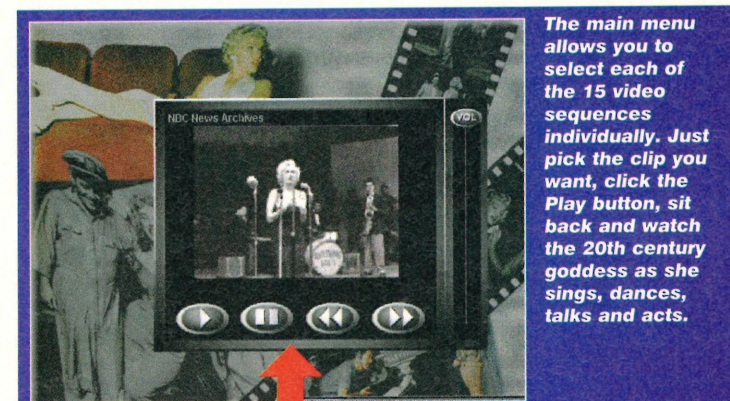 The main menu
allows you to
select each of
the 15 video
sequences
individually. Just
pick the clip you
want, click the
Play button, sit
back and watch
the 20th century
goddess as she
sings, dances,
talks and acts.
NBC News Archives
VOL